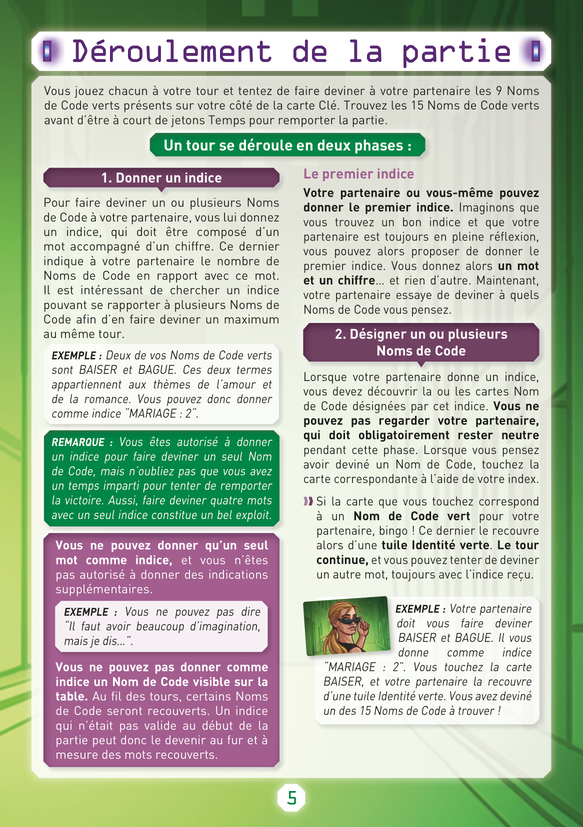 Déroulement de la partie
Vous jouez chacun à votre tour et tentez de faire deviner à votre partenaire les 9 Noms
de Code verts présents sur votre côté de la carte Clé. Trouvez les 15 Noms de Code verts
avant d'être à court de jetons Temps pour remporter la partie.
Un tour se déroule en deux phases :
1. Donner un indice
Pour faire deviner un ou plusieurs Noms
de Code à votre partenaire, vous lui donnez
un indice, qui doit être composé d'un
mot accompagné d'un chiffre. Ce dernier
indique à votre partenaire le nombre de
Noms de Code en rapport avec ce mot.
Il est intéressant de chercher un indice
pouvant se rapporter à plusieurs Noms de
Code afin d'en faire deviner un maximum
au même tour.
EXEMPLE : Deux de vos Noms de Code verts
sont BAISER et BAGUE. Ces deux termes
appartiennent aux thèmes de l'amour et
de la romance. Vous pouvez donc donner
comme indice “MARIAGE : 2”.
REMARQUE : Vous êtes autorisé à donner
un indice pour faire deviner un seul Nom
de Code, mais n'oubliez pas que vous avez
un temps imparti pour tenter de remporter
la victoire. Aussi, faire deviner quatre mots
avec un seul indice constitue un bel exploit.
Vous ne pouvez donner qu'un seul
mot comme indice, et vous n'êtes
pas autorisé à donner des indications
supplémentaires.
EXEMPLE : Vous ne pouvez pas dire
“Il faut avoir beaucoup d'imagination,
mais je dis...”.
Vous ne pouvez pas donner comme
indice un Nom de Code visible sur la
table. Au fil des tours, certains Noms
de Code seront recouverts. Un indice
qui n'était pas valide au début de la
partie peut donc le devenir au fur et à
mesure des mots recouverts.
Le premier indice
Votre partenaire ou vous-même pouvez
donner le premier indice. Imaginons que
vous trouvez un bon indice et que votre
partenaire est toujours en pleine réflexion,
vous pouvez alors proposer de donner le
premier indice. Vous donnez alors un mot
et un chiffre... et rien d'autre. Maintenant,
votre partenaire essaye de deviner à quels
Noms de Code vous pensez.
2. Désigner un ou plusieurs
Noms de Code
Lorsque votre partenaire donne un indice,
vous devez découvrir la ou les cartes Nom
de Code désignées par cet indice. Vous ne
pouvez pas regarder votre partenaire,
qui doit obligatoirement rester neutre
pendant cette phase. Lorsque vous pensez
avoir deviné un Nom de Code, touchez la
carte correspondante à l'aide de votre index.
Si la carte que vous touchez correspond
à un Nom de Code vert pour votre
partenaire, bingo ! Ce dernier le recouvre
alors d'une tuile Identité verte. Le tour
continue, et vous pouvez tenter de deviner
un autre mot, toujours avec l'indice reçu.
EXEMPLE : Votre partenaire
doit vous faire deviner
BAISER et BAGUE. Il vous
donne comme indice
“MARIAGE : 2”. Vous touchez la carte
BAISER, et votre partenaire la recouvre
d'une tuile Identité verte. Vous avez deviné
un des 15 Noms de Code à trouver !
5